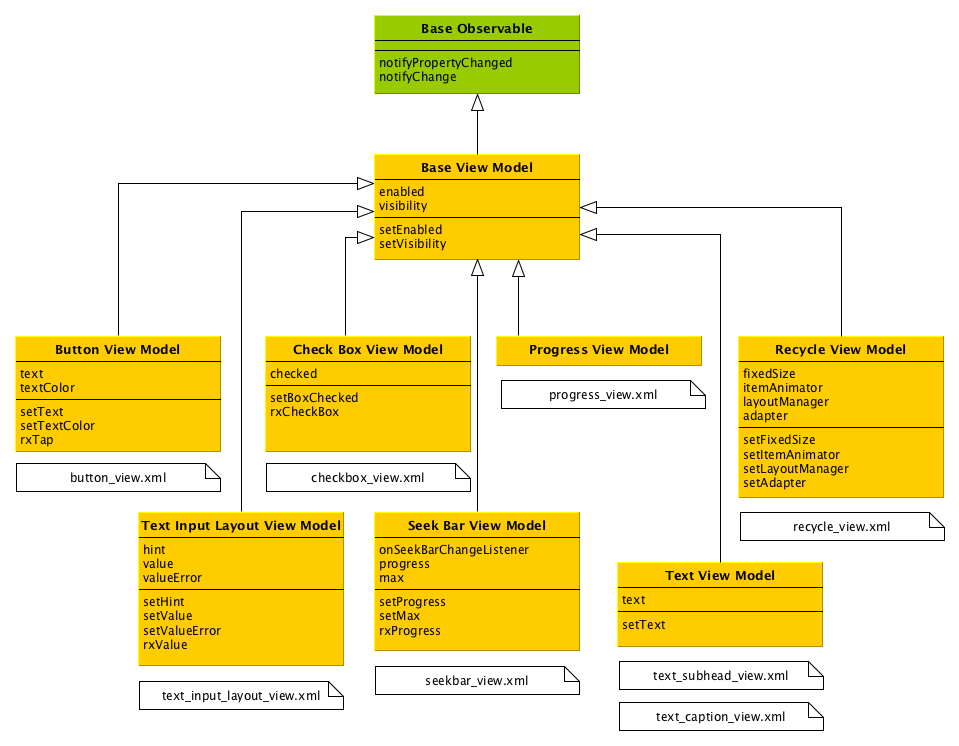 Base Observable
notifyPropertyChanged
notifyChange
Base View Model
enabled
visibility
setEnabled
setVisibility
Button View Model
text
textColor
setText
setTextColor
rxTap
button_view.xml
Check Box View Model
checked
setBoxChecked
rxCheckBox
checkbox_view.xml
Progress View Model
progress_view.xml
Recycle View Model
fixedSize
itemAnimator
layoutManager
adapter
setFixedSize
setItemAnimator
setLayoutManager
setAdapter
recycle_view.xml
Text Input Layout View Model
hint
value
valueError
setHint
setValue
setValueError
rxValue
text_input_layout_view.xml
Seek Bar View Model
onSeekBarChangeListener
progress
max
setProgress
setMax
rxProgress
seekbar_view.xml
Text View Model
text
setText
text_subhead_view.xml
text_caption_view.xml